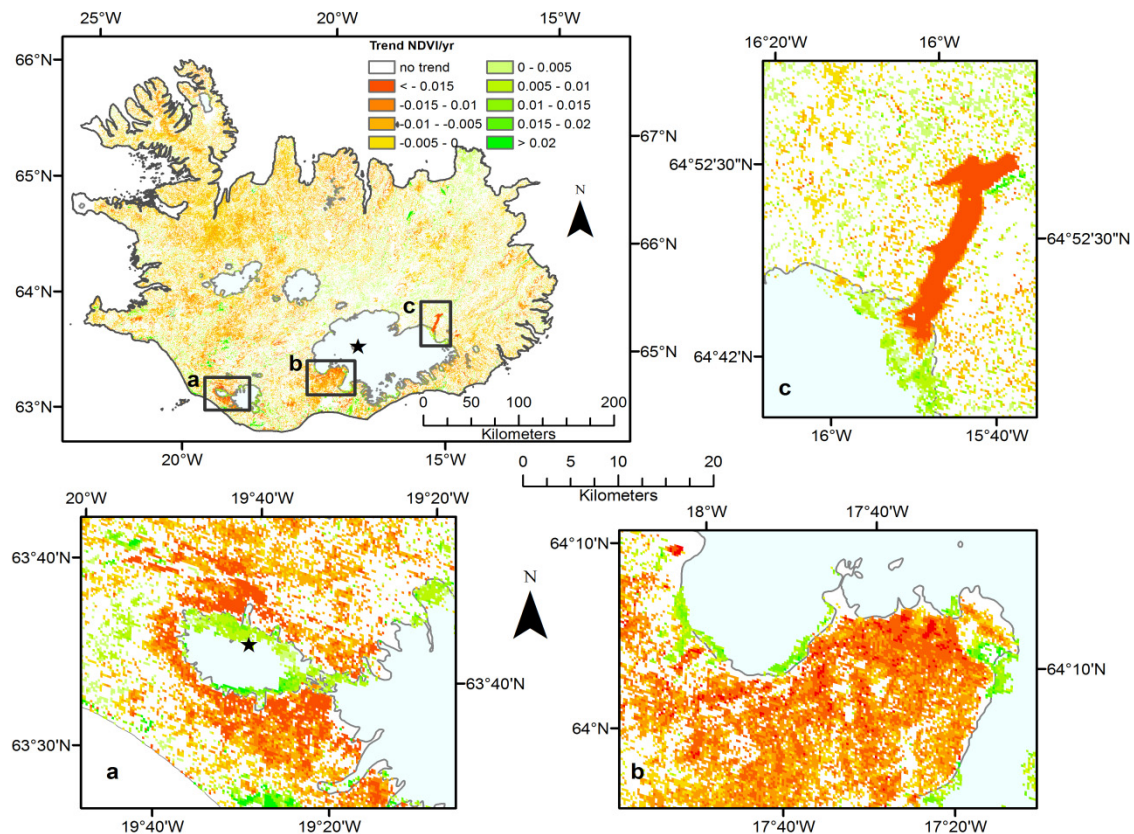 25°W 20°W 15°W
66°N
65°N
64°N
63°N
67°N
66°N
65°N
20°W 15°W
Trend NDVI/yr
no trend
< - 0.015
-0.015 - 0.01
-0.01 - -0.005
-0.005 - 0
0 - 0.005
0.005 - 0.01
0.01 - 0.015
0.015 - 0.02
> 0.02
N
a
b
c
0 50 100 200
Kilometers
16°20'W 16°W
64°52'30"N
64°42'N
64°52'30"N
c
16°W 15°40'W
0 5 10 15 20
Kilometers
20°W 19°40'W 19°20'W
63°40'N
63°30'N
63°40'N
a
19°40'W 19°20'W
N
18°W 17°40'W
64°10'N
64°N
64°10'N
b
17°40'W 17°20'W